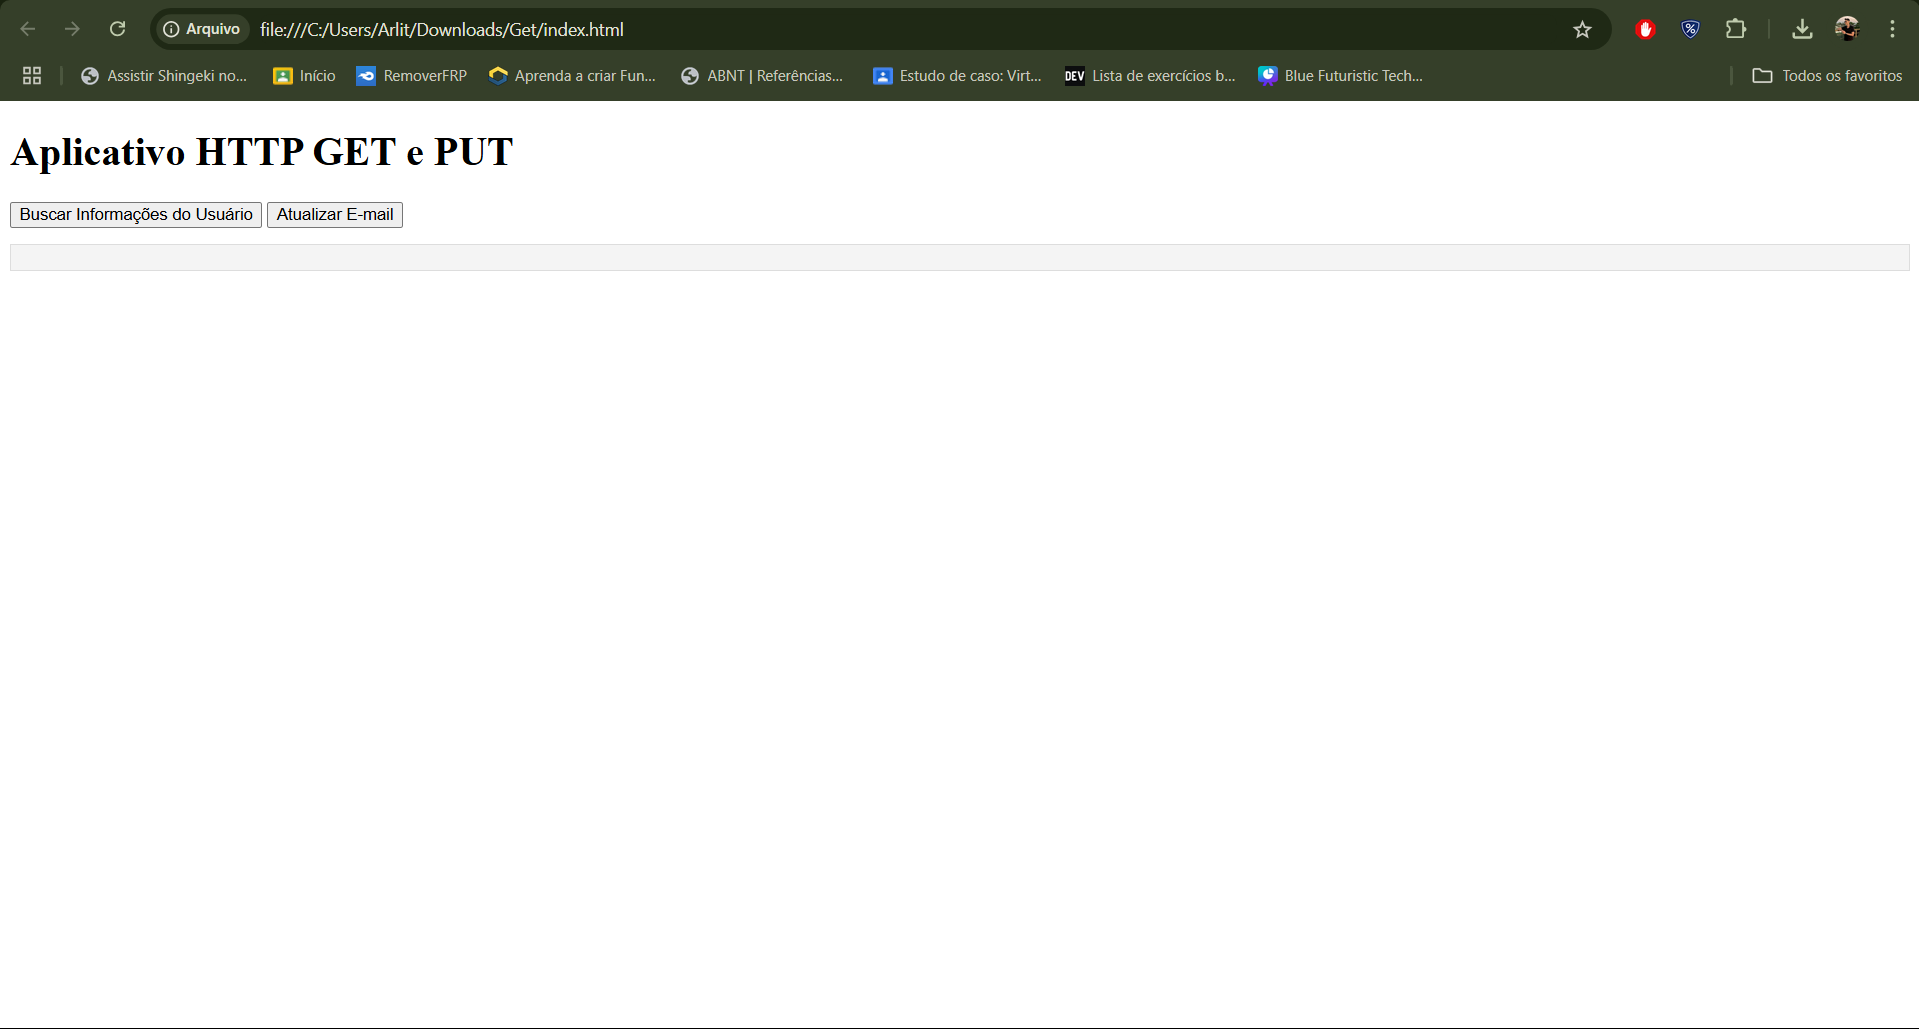 Arquivo file:///C:/Users/Arlit/Downloads/Get/index.html
Assistir Shingeki no... Início RemoverFRP Aprenda a criar Fun... ABNT | Referências... Estudo de caso: Virt... DEV Lista de exercícios b... Blue Futuristic Tech... Todos os favoritos
Aplicativo HTTP GET e PUT
Buscar Informações do Usuário Atualizar E-mail